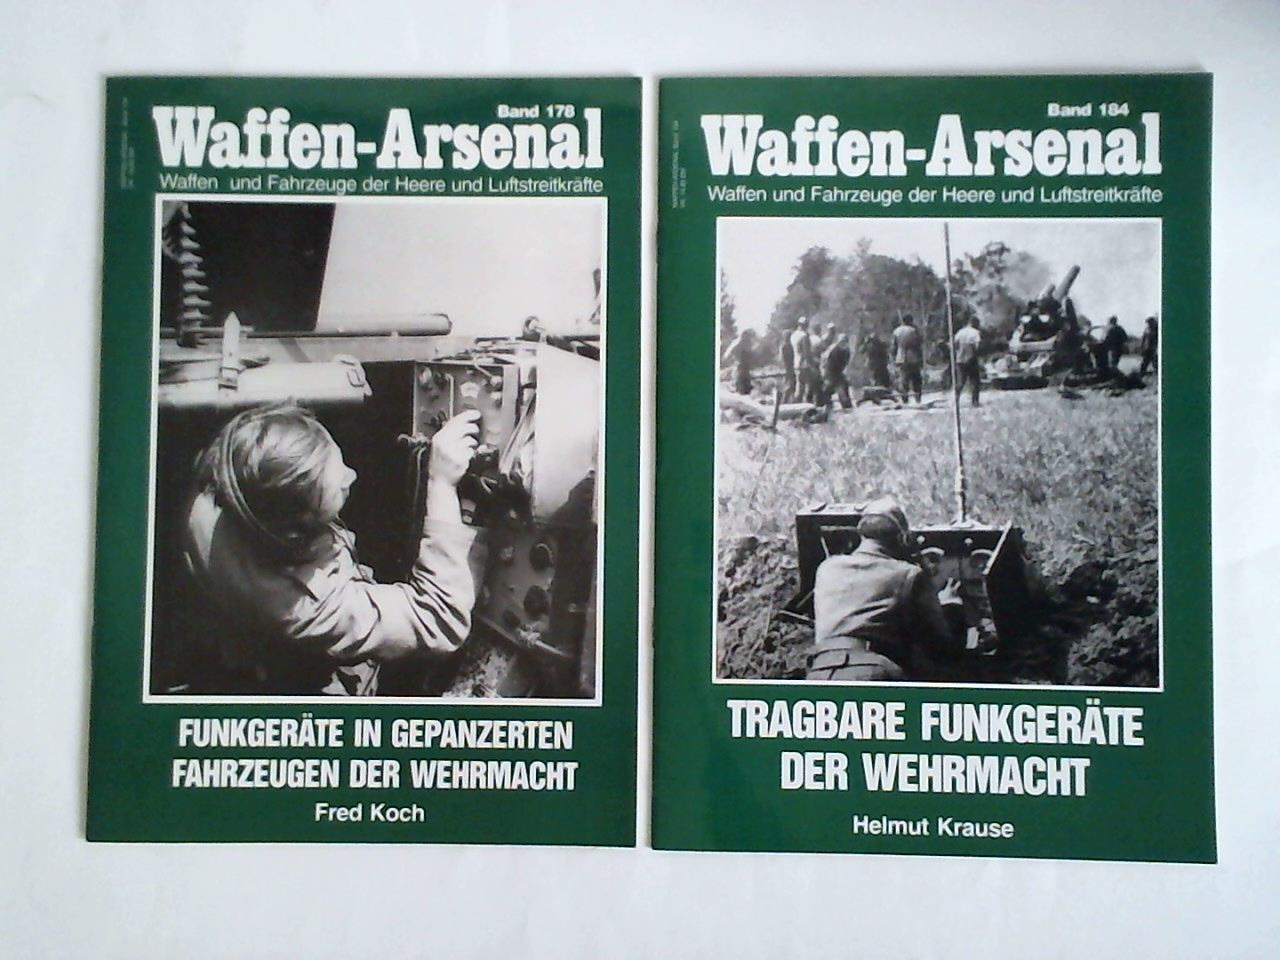 Band 178
Waffen-Arsenal
Waffen und Fahrzeuge der Heere und Luftstreitkräfte
FUNKGERÄTE IN GEPANZERTEN
FAHRZEUGEN DER WEHRMACHT
Fred Koch
Band 184
Waffen-Arsenal
Waffen und Fahrzeuge der Heere und Luftstreitkräfte
TRAGBARE FUNKGERÄTE
DER WEHRMACHT
Helmut Krause